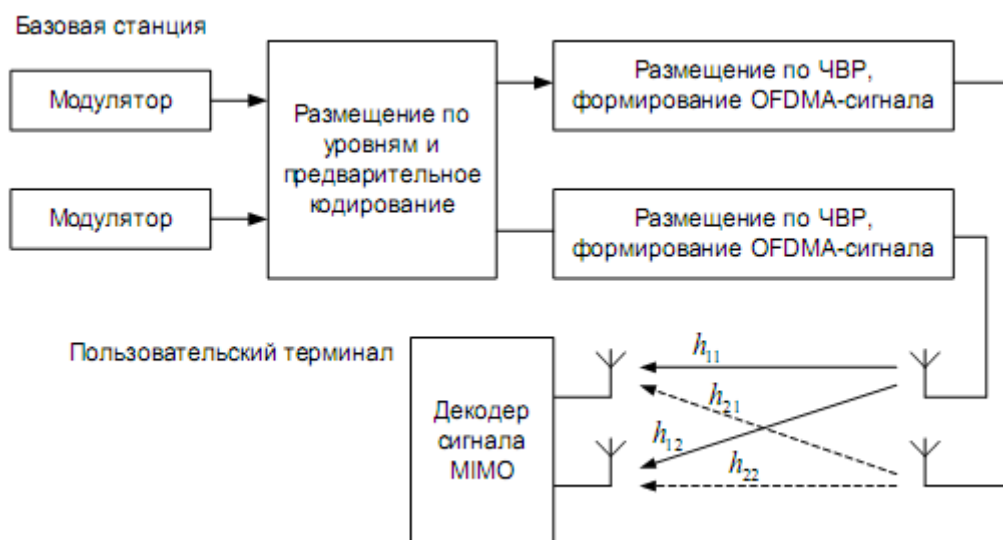 Базовая станция
Модулятор
Модулятор
Размещение по
уровням и
предварительное
кодирование
Размещение по ЧВР,
формирование OFDMA-сигнала
Размещение по ЧВР,
формирование OFDMA-сигнала
Пользовательский терминал
Декодер
сигнала
MIMO
h11
h21
h12
h22